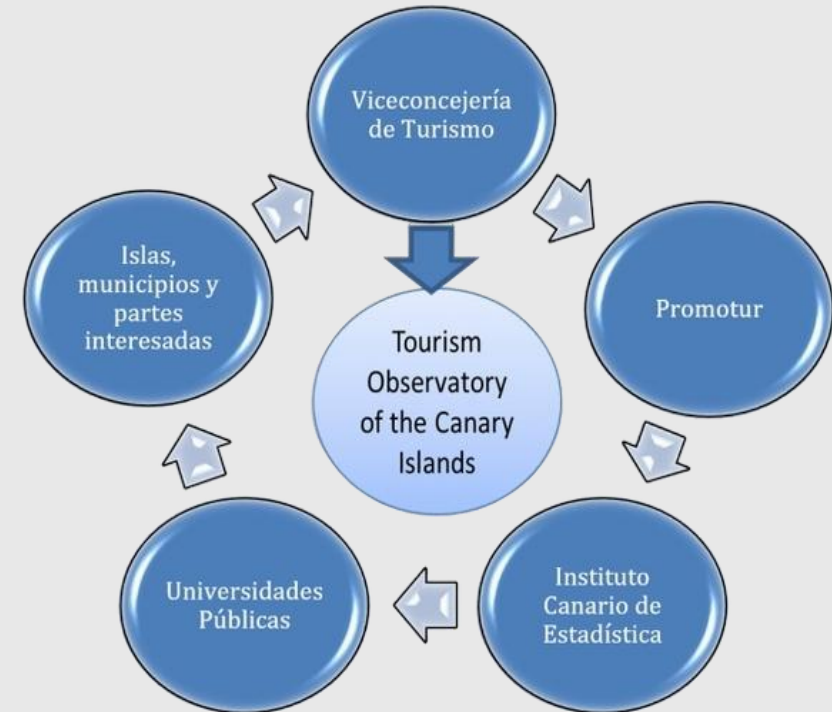 Viceconcejería
de Turismo
Promotur
Instituto
Canario de
Estadística
Universidades
Públicas
Islas,
municipios y
partes
interesadas
Tourism
Observatory
of the Canary
Islands